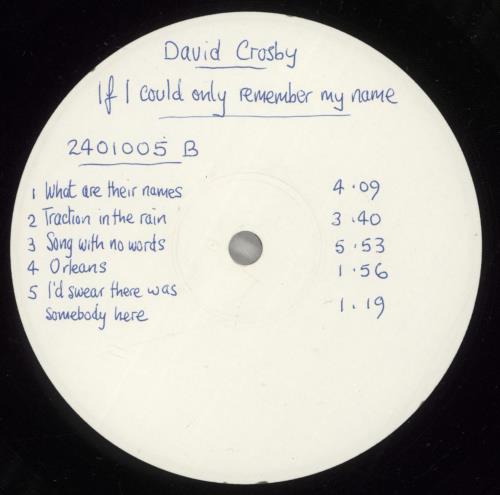 David Crosby
If I could only remember my name
2401005 B
1 What are their names 4.09
2 Traction in the rain 3.40
3 Song with no words 5.53
4 Orleans 1.56
5 I'd swear there was
somebody here 1.19